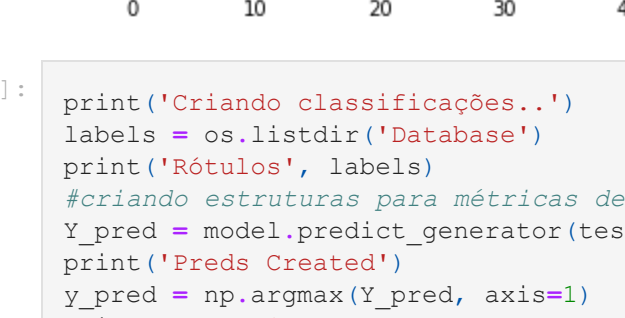 0 10 20 30
]:
print('Criando classificações..')
labels = os.listdir('Database')
print('Rótulos', labels)
#criando estruturas para métricas de
Y_pred = model.predict_generator(tes
print('Preds Created')
y_pred = np.argmax(Y_pred, axis=1)